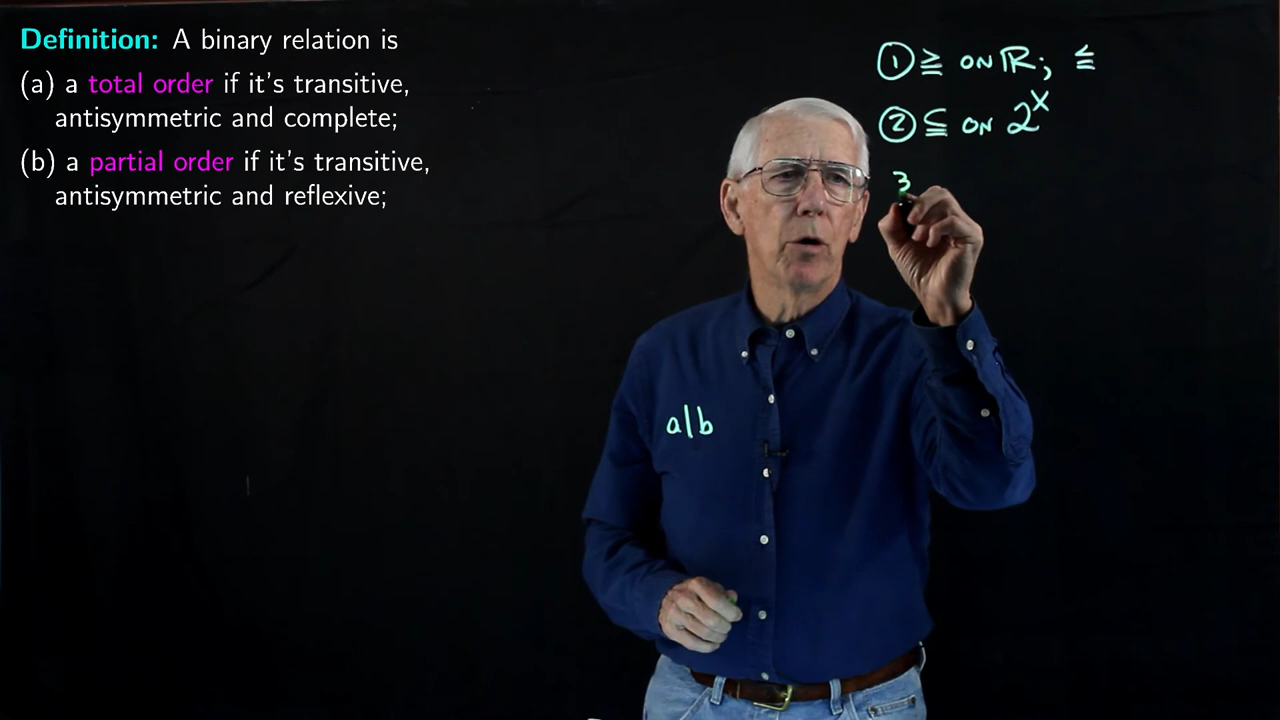 Definition: A binary relation is
(a) a total order if it's transitive,
antisymmetric and complete;
(b) a partial order if it's transitive,
antisymmetric and reflexive;
① ≧ ON ℝ; ≦
② ⊆ ON 2^X
3
a|b